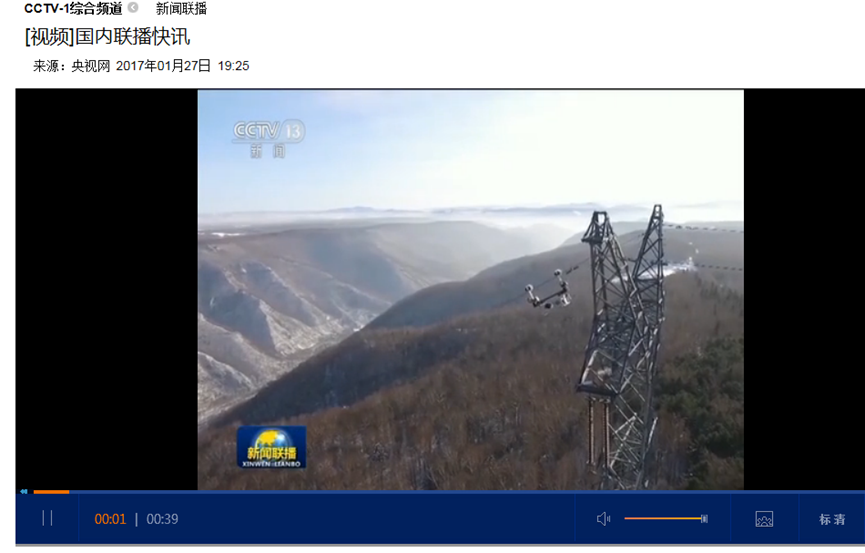 CCTV-1综合频道 新闻联播
[视频]国内联播快讯
来源：央视网 2017年01月27日 19:25
CCTV 13
新闻
新闻联播
XINWEN LIANBO
00:01 | 00:39
标清